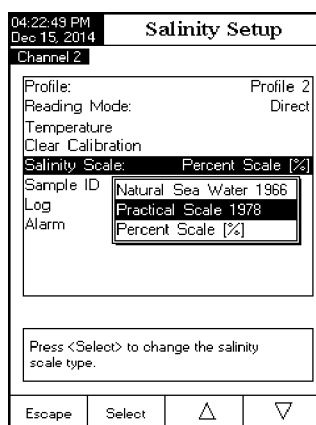 04:22:49 PM
Dec 15, 2014
Salinity Setup
Channel 2
Profile: Profile 2
Reading Mode: Direct
Temperature
Clear Calibration
Salinity Scale: Percent Scale [%]
Sample ID
Natural Sea Water 1966
Log
Practical Scale 1978
Alarm
Percent Scale [%]
Press <Select> to change the salinity
scale type.
Escape Select